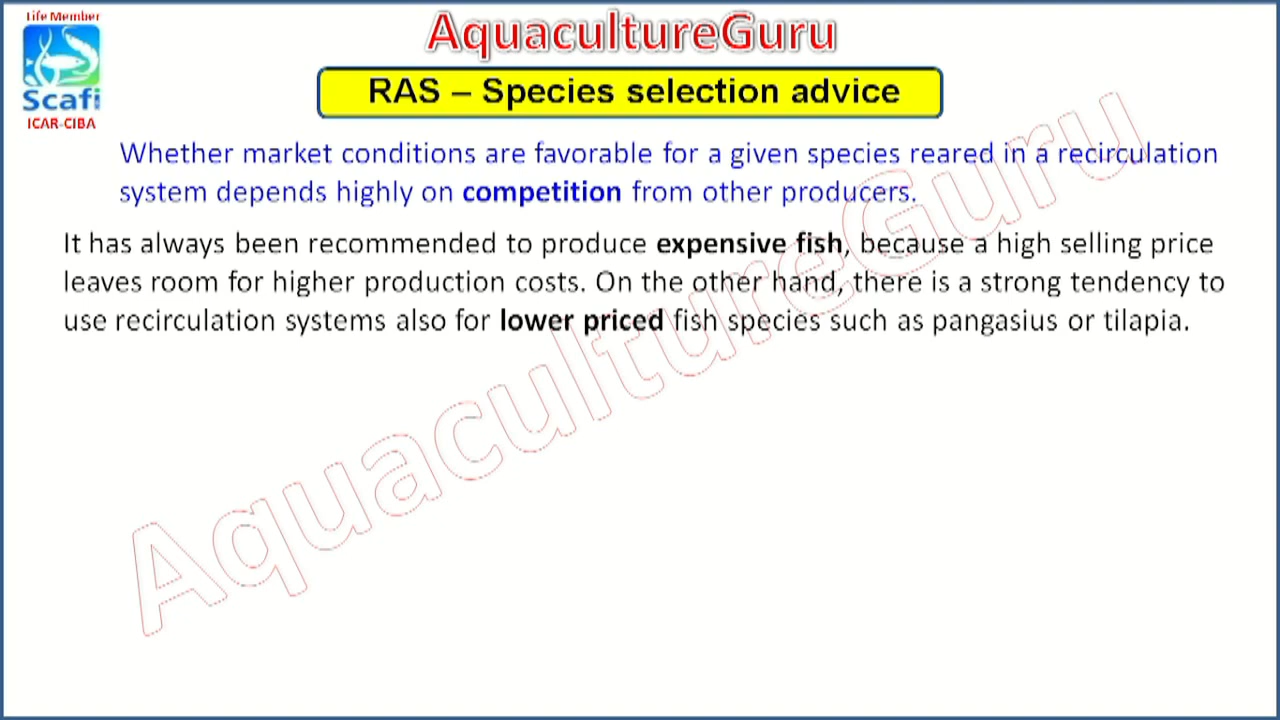 Life Member
AquacultureGuru
Scafi
ICAR-CIBA
RAS – Species selection advice
Whether market conditions are favorable for a given species reared in a recirculation
system depends highly on competition from other producers.
It has always been recommended to produce expensive fish, because a high selling price
leaves room for higher production costs. On the other hand, there is a strong tendency to
use recirculation systems also for lower priced fish species such as pangasius or tilapia.
AquacultureGuru